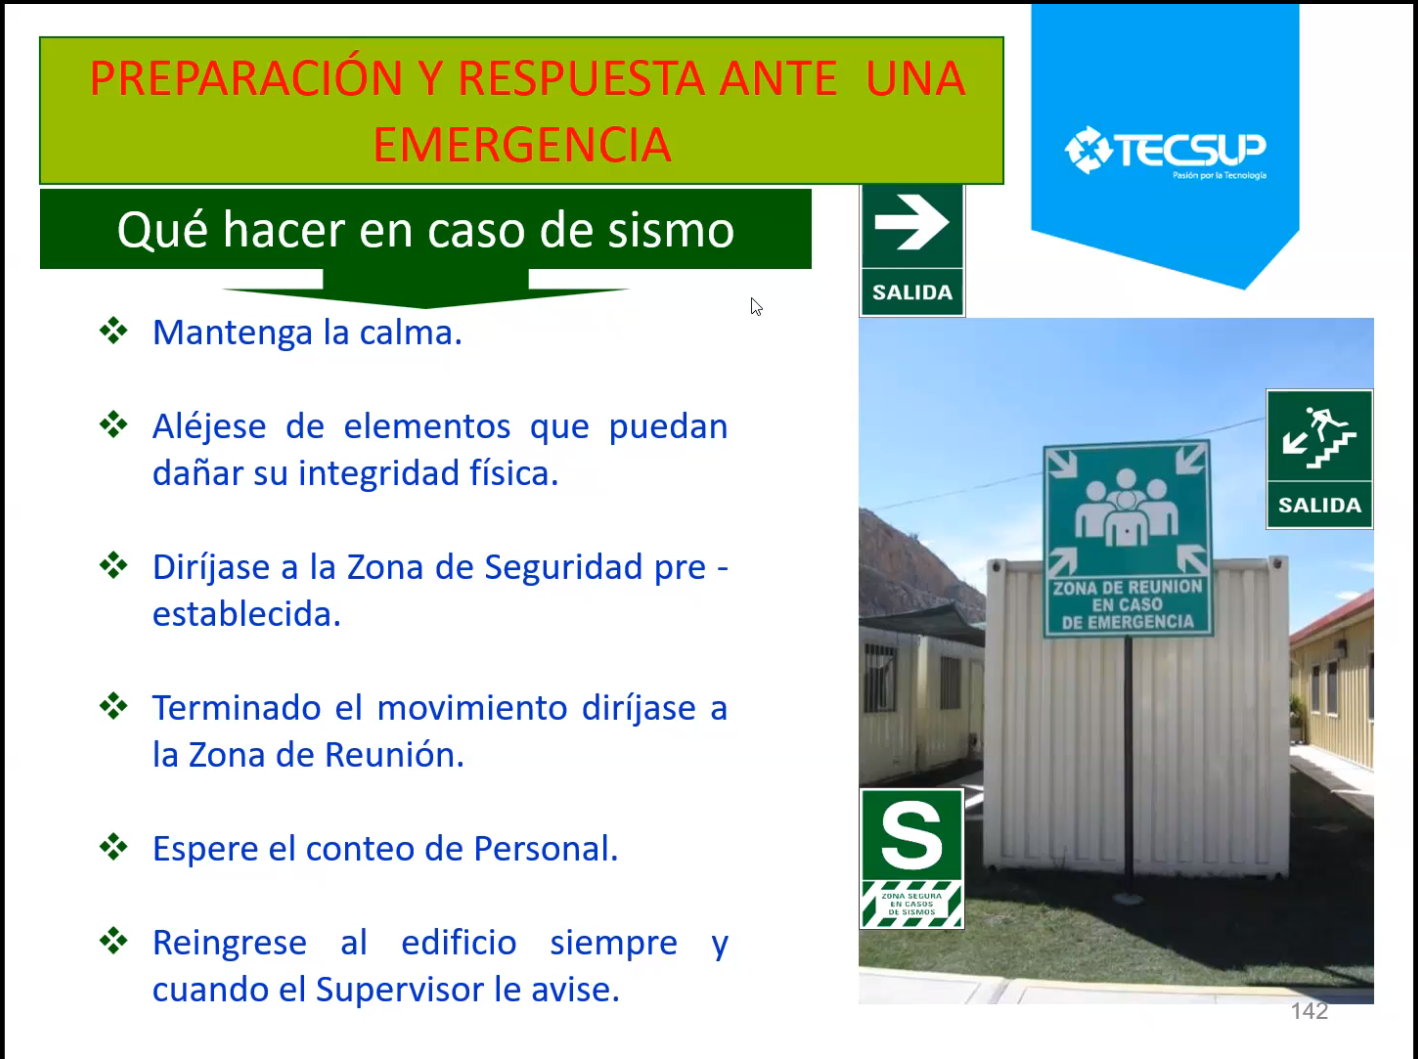 PREPARACIÓN Y RESPUESTA ANTE UNA
EMERGENCIA
TECSUP
Pasión por la Tecnología
Qué hacer en caso de sismo
SALIDA
Mantenga la calma.
Aléjese de elementos que puedan
dañar su integridad física.
Diríjase a la Zona de Seguridad pre -
establecida.
Terminado el movimiento diríjase a
la Zona de Reunión.
Espere el conteo de Personal.
Reingrese al edificio siempre y
cuando el Supervisor le avise.
SALIDA
ZONA DE REUNION
EN CASO
DE EMERGENCIA
S
ZONA SEGURA
EN CASOS
DE SISMOS
142